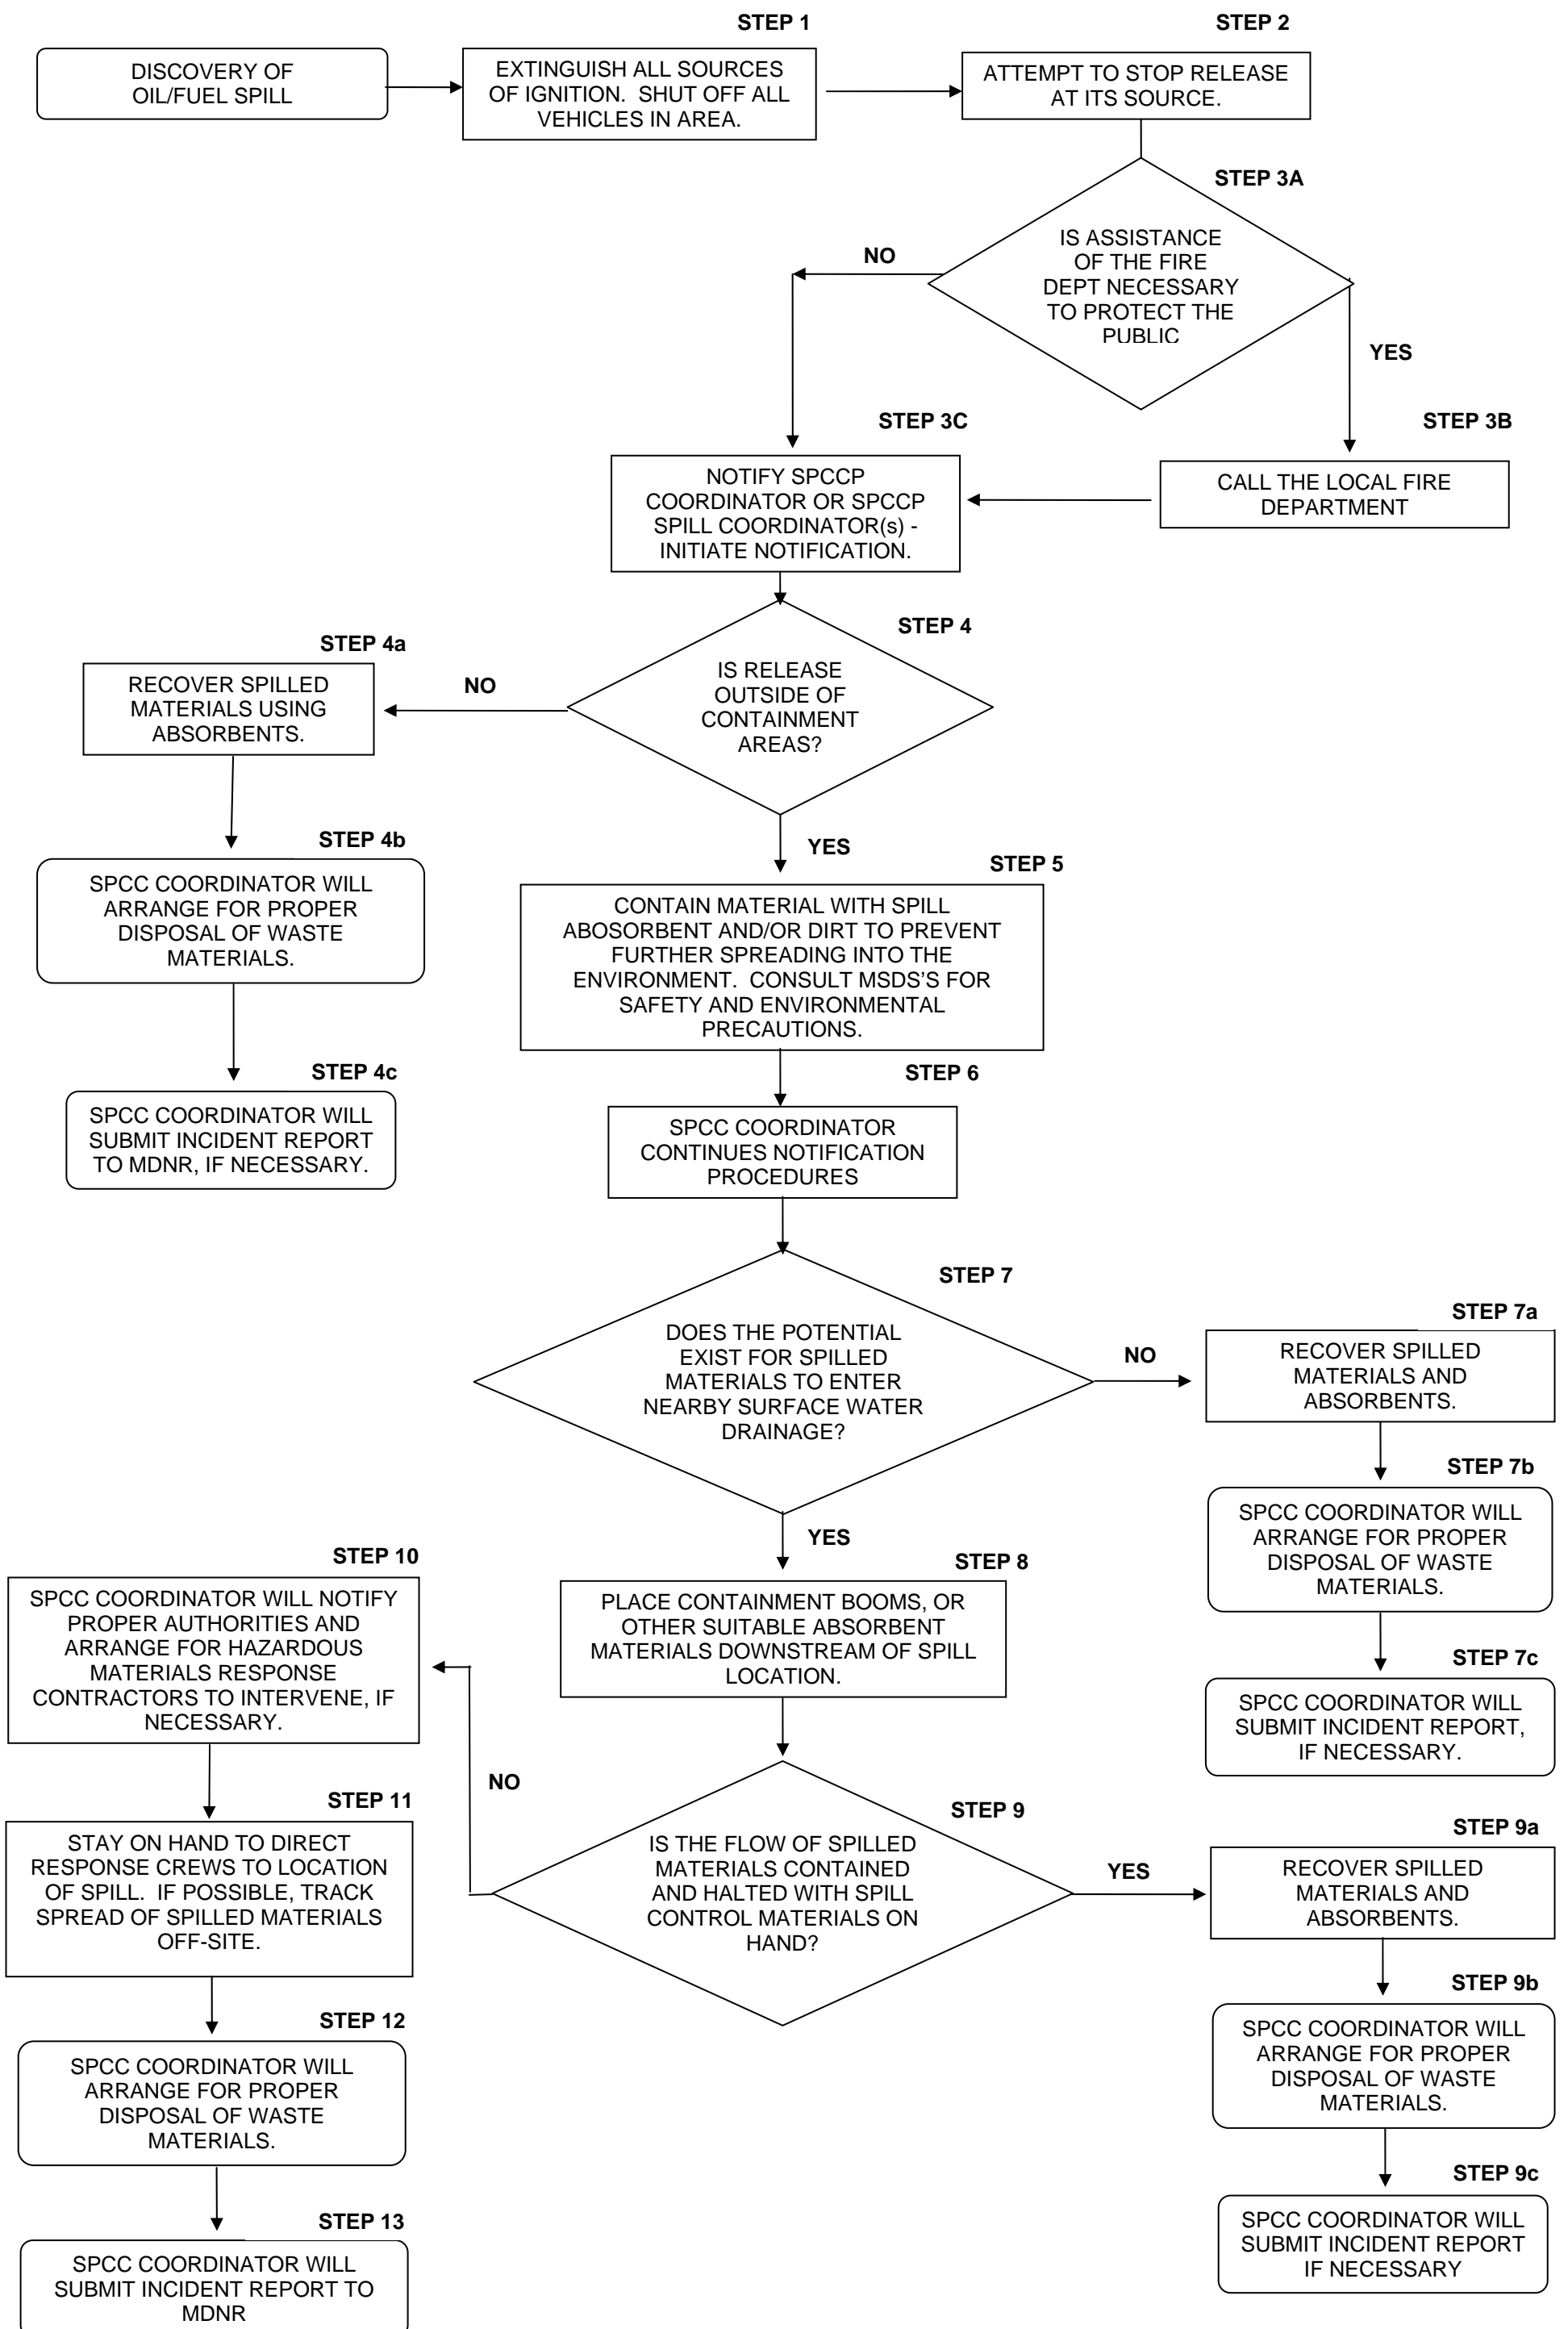 STEP 1
STEP 2
DISCOVERY OF
OIL/FUEL SPILL
EXTINGUISH ALL SOURCES
OF IGNITION. SHUT OFF ALL
VEHICLES IN AREA.
ATTEMPT TO STOP RELEASE
AT ITS SOURCE.
STEP 3A
IS ASSISTANCE
OF THE FIRE
DEPT NECESSARY
TO PROTECT THE
PUBLIC
NO
YES
STEP 3C
STEP 3B
NOTIFY SPCCP
COORDINATOR OR SPCCP
SPILL COORDINATOR(s) -
INITIATE NOTIFICATION.
CALL THE LOCAL FIRE
DEPARTMENT
STEP 4
IS RELEASE
OUTSIDE OF
CONTAINMENT
AREAS?
NO
STEP 4a
RECOVER SPILLED
MATERIALS USING
ABSORBENTS.
STEP 4b
SPCC COORDINATOR WILL
ARRANGE FOR PROPER
DISPOSAL OF WASTE
MATERIALS.
STEP 4c
SPCC COORDINATOR WILL
SUBMIT INCIDENT REPORT
TO MDNR, IF NECESSARY.
YES
STEP 5
CONTAIN MATERIAL WITH SPILL
ABOSORBENT AND/OR DIRT TO PREVENT
FURTHER SPREADING INTO THE
ENVIRONMENT. CONSULT MSDS'S FOR
SAFETY AND ENVIRONMENTAL
PRECAUTIONS.
STEP 6
SPCC COORDINATOR
CONTINUES NOTIFICATION
PROCEDURES
STEP 7
DOES THE POTENTIAL
EXIST FOR SPILLED
MATERIALS TO ENTER
NEARBY SURFACE WATER
DRAINAGE?
NO
STEP 7a
RECOVER SPILLED
MATERIALS AND
ABSORBENTS.
STEP 7b
SPCC COORDINATOR WILL
ARRANGE FOR PROPER
DISPOSAL OF WASTE
MATERIALS.
STEP 7c
SPCC COORDINATOR WILL
SUBMIT INCIDENT REPORT,
IF NECESSARY.
YES
STEP 8
PLACE CONTAINMENT BOOMS, OR
OTHER SUITABLE ABSORBENT
MATERIALS DOWNSTREAM OF SPILL
LOCATION.
STEP 9
IS THE FLOW OF SPILLED
MATERIALS CONTAINED
AND HALTED WITH SPILL
CONTROL MATERIALS ON
HAND?
YES
STEP 9a
RECOVER SPILLED
MATERIALS AND
ABSORBENTS.
STEP 9b
SPCC COORDINATOR WILL
ARRANGE FOR PROPER
DISPOSAL OF WASTE
MATERIALS.
STEP 9c
SPCC COORDINATOR WILL
SUBMIT INCIDENT REPORT
IF NECESSARY
NO
STEP 10
SPCC COORDINATOR WILL NOTIFY
PROPER AUTHORITIES AND
ARRANGE FOR HAZARDOUS
MATERIALS RESPONSE
CONTRACTORS TO INTERVENE, IF
NECESSARY.
STEP 11
STAY ON HAND TO DIRECT
RESPONSE CREWS TO LOCATION
OF SPILL. IF POSSIBLE, TRACK
SPREAD OF SPILLED MATERIALS
OFF-SITE.
STEP 12
SPCC COORDINATOR WILL
ARRANGE FOR PROPER
DISPOSAL OF WASTE
MATERIALS.
STEP 13
SPCC COORDINATOR WILL
SUBMIT INCIDENT REPORT TO
MDNR